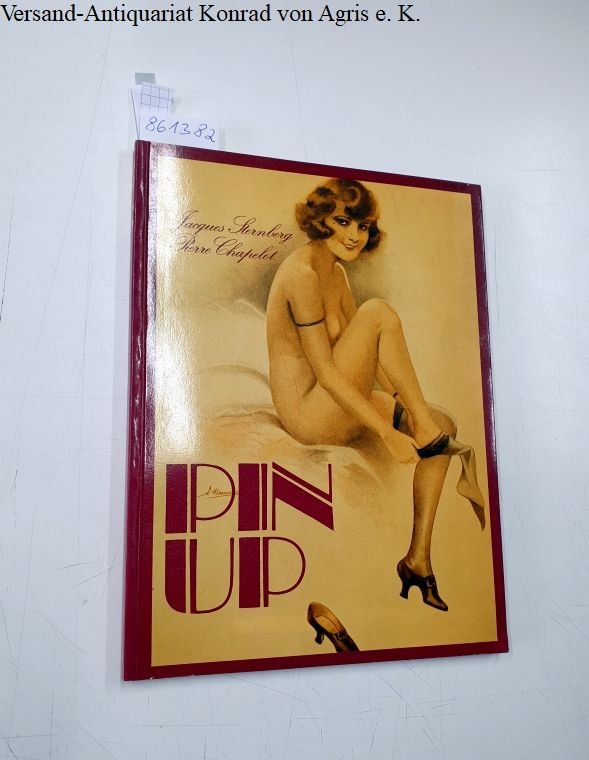 Versand-Antiquariat Konrad von Agris e. K.
861382
Jacques Sternberg
Pierre Chapelot
PIN
UP